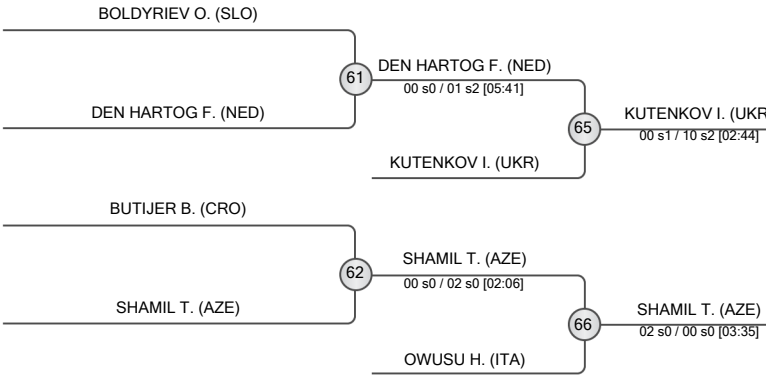 BOLDYRIEV O. (SLO)
61
DEN HARTOG F. (NED)
00 s0 / 01 s2 [05:41]
DEN HARTOG F. (NED)
65
KUTENKOV I. (UKR
00 s1 / 10 s2 [02:44]
KUTENKOV I. (UKR)
BUTIJER B. (CRO)
62
SHAMIL T. (AZE)
00 s0 / 02 s0 [02:06]
SHAMIL T. (AZE)
66
SHAMIL T. (AZE)
02 s0 / 00 s0 [03:35]
OWUSU H. (ITA)